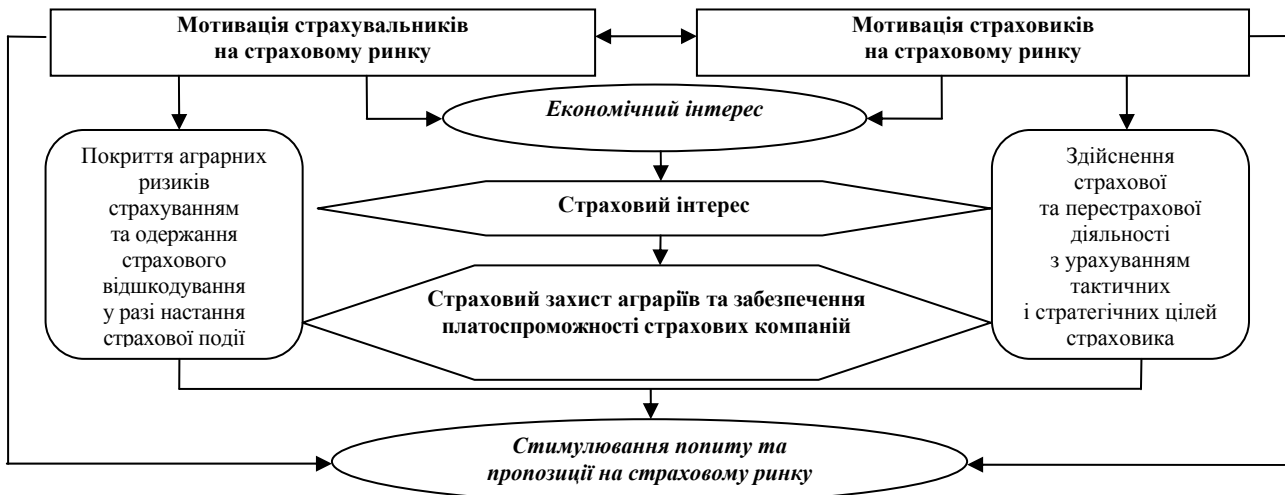 Мотивація страхувальників
на страховому ринку
Мотивація страховиків
на страховому ринку
Економічний інтерес
Покриття аграрних
ризиків
страхуванням
та одержання
страхового
відшкодування
у разі настання
страхової події
Страховий інтерес
Здійснення
страхової
та перестрахової
діяльності
з урахуванням
тактичних
і стратегічних цілей
страховика
Страховий захист аграріїв та забезпечення
платоспроможності страхових компаній
Стимулювання попиту та
пропозиції на страховому ринку